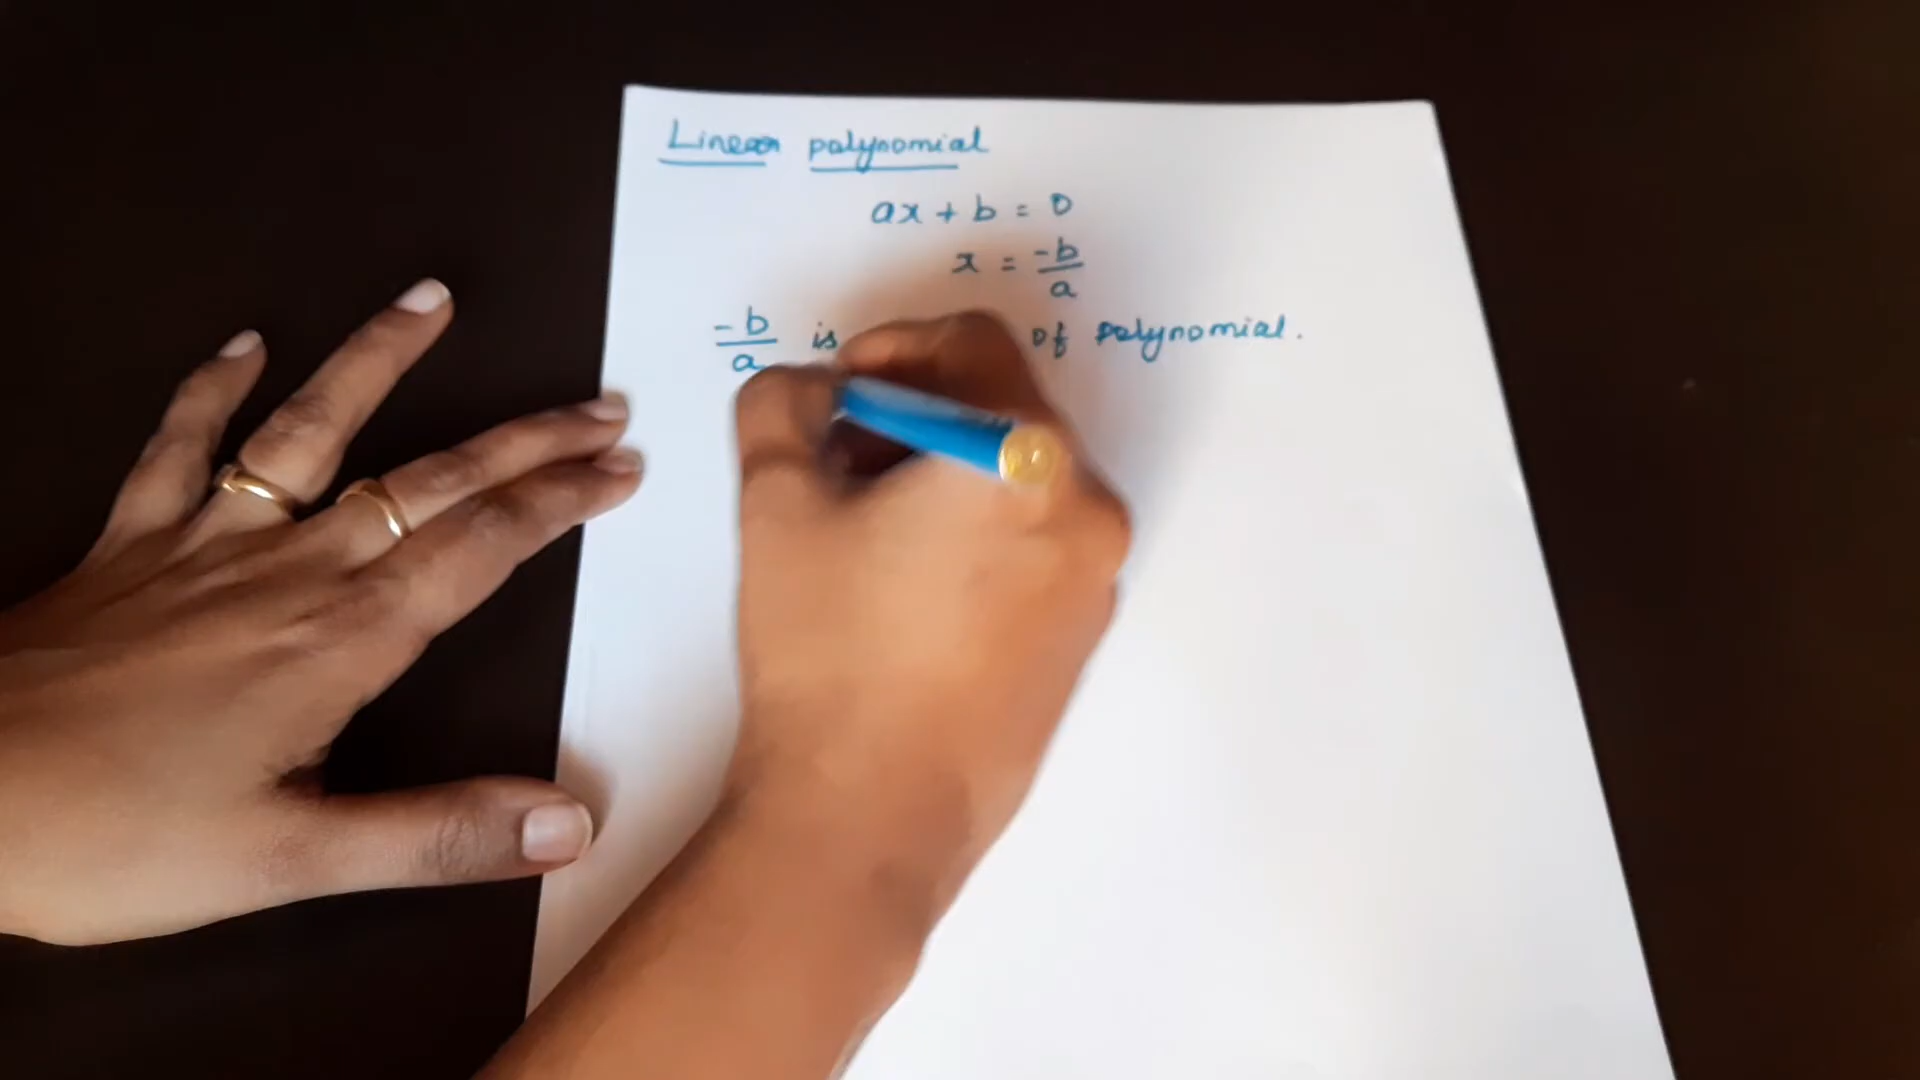 Linear polynomial
ax + b = 0
x = -b/a
-b/a is of polynomial.